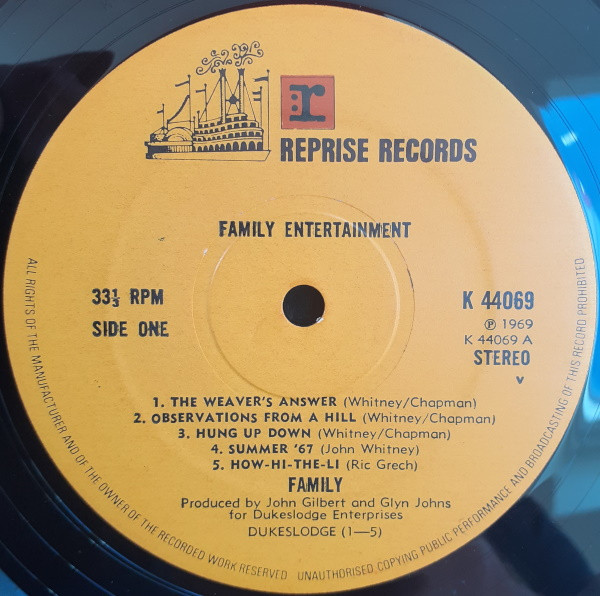 r
REPRISE RECORDS
FAMILY ENTERTAINMENT
33⅓ RPM
SIDE ONE
K 44069
℗ 1969
K 44069 A
STEREO
v
1. THE WEAVER'S ANSWER (Whitney/Chapman)
2. OBSERVATIONS FROM A HILL (Whitney/Chapman)
3. HUNG UP DOWN (Whitney/Chapman)
4. SUMMER '67 (John Whitney)
5. HOW-HI-THE-LI (Ric Grech)
FAMILY
Produced by John Gilbert and Glyn Johns
for Dukeslodge Enterprises
DUKESLODGE (1—5)
ALL RIGHTS OF THE MANUFACTURER AND OF THE OWNER OF THE RECORDED WORK RESERVED UNAUTHORISED, COPYING PUBLIC PERFORMANCE AND BROADCASTING OF THIS RECORD PROHIBITED